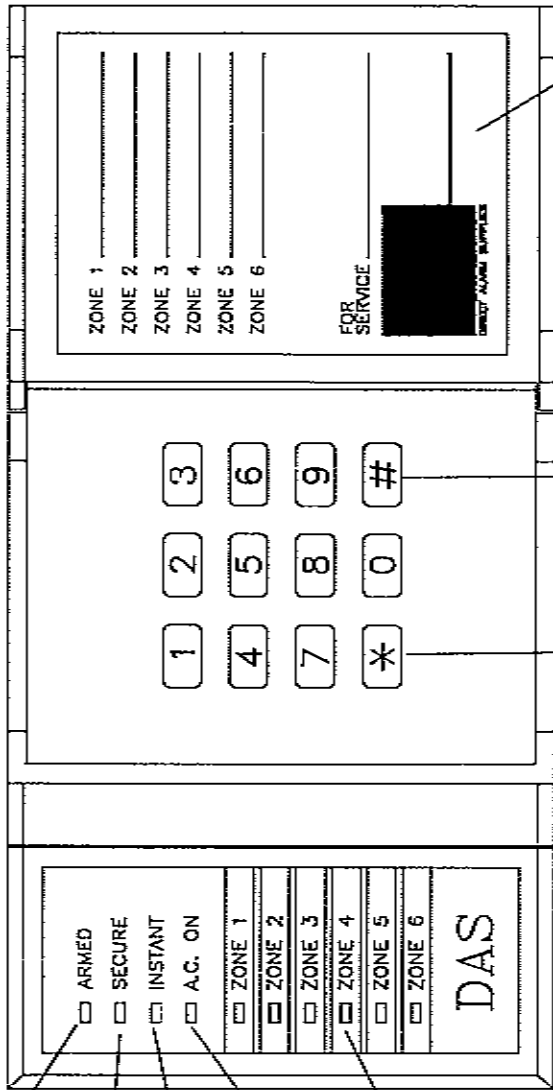 ARMED
SECURE
INSTANT
A.C. ON
ZONE 1
ZONE 2
ZONE 3
ZONE 4
ZONE 5
ZONE 6
DAS
1 2 3
4 5 6
7 8 9
* 0 #
ZONE 1
ZONE 2
ZONE 3
ZONE 4
ZONE 5
ZONE 6
FOR
SERVICE
DIRECT ALARM SUPPLIES